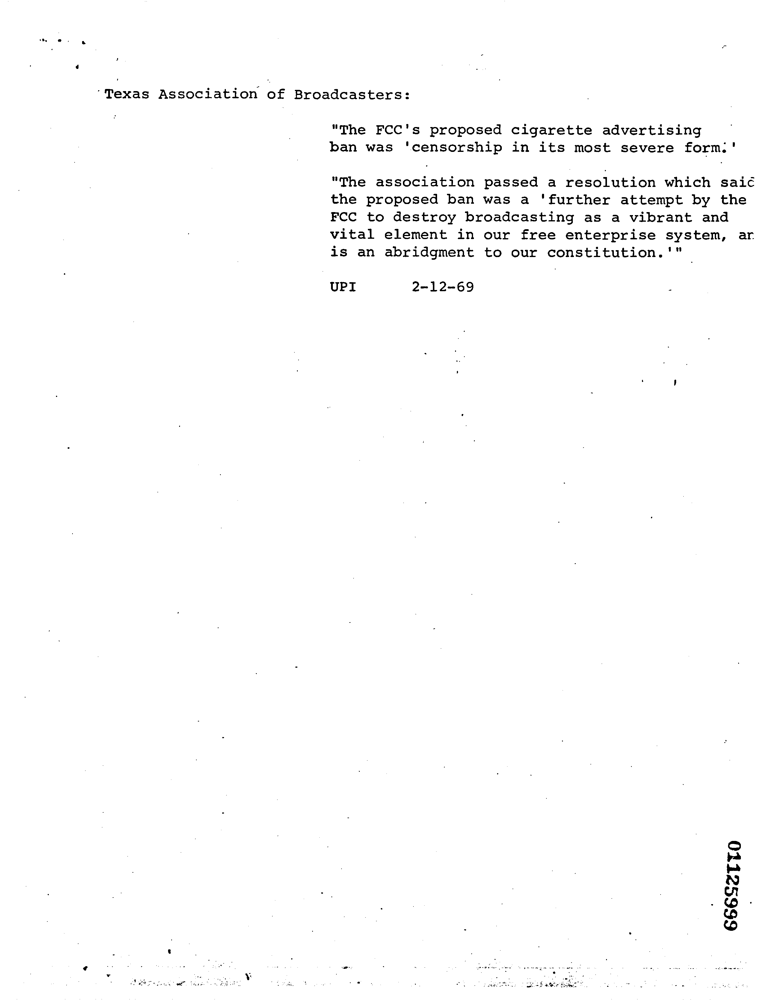 Texas Association of Broadcasters:
"The FCC's proposed cigarette advertising
ban was 'censorship in its most severe form.'
"The association passed a resolution which said
the proposed ban was a 'further attempt by the
FCC to destroy broadcasting as a vibrant and
vital element in our free enterprise system, an
is an abridgment to our constitution.'"
UPI 2-12-69
01125999